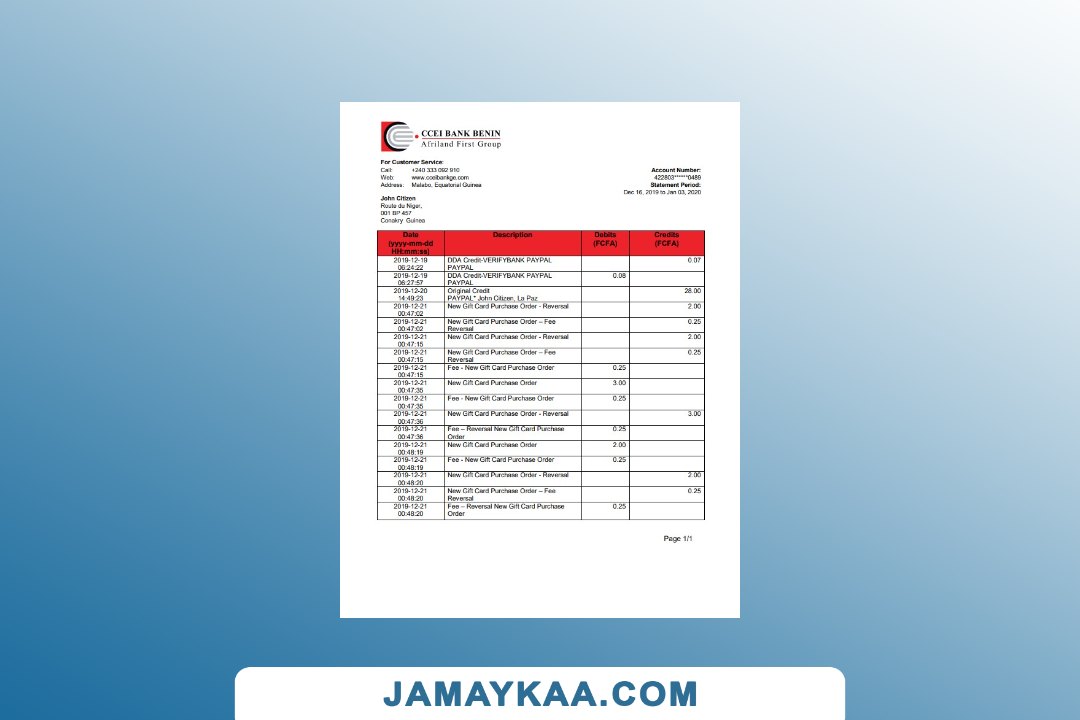 CCEI BANK BENIN
Afriland First Group
For Customer Service:
Call: +240 333 092 910
Web: www.cceibankge.com
Address: Malabo, Equatorial Guinea
Account Number:
422803******0489
Statement Period:
Dec 16, 2019 to Jan 03, 2020
John Citizen
Route du Niger,
001 BP 457
Conakry Guinea
Date (yyyy-mm-dd HH:mm:ss) Description Debits (FCFA) Credits (FCFA)
2019-12-19 06:24:22 DDA Credit-VERIFYBANK PAYPAL PAYPAL 0.07
2019-12-19 06:27:57 DDA Credit-VERIFYBANK PAYPAL PAYPAL 0.08
2019-12-20 14:49:23 Original Credit PAYPAL* John Citizen, La Paz 28.00
2019-12-21 00:47:02 New Gift Card Purchase Order - Reversal 2.00
2019-12-21 00:47:02 New Gift Card Purchase Order – Fee Reversal 0.25
2019-12-21 00:47:15 New Gift Card Purchase Order - Reversal 2.00
2019-12-21 00:47:15 New Gift Card Purchase Order – Fee Reversal 0.25
2019-12-21 00:47:15 Fee - New Gift Card Purchase Order 0.25
2019-12-21 00:47:35 New Gift Card Purchase Order 3.00
2019-12-21 00:47:35 Fee - New Gift Card Purchase Order 0.25
2019-12-21 00:47:36 New Gift Card Purchase Order - Reversal 3.00
2019-12-21 00:47:36 Fee – Reversal New Gift Card Purchase Order 0.25
2019-12-21 00:48:19 New Gift Card Purchase Order 2.00
2019-12-21 00:48:19 Fee - New Gift Card Purchase Order 0.25
2019-12-21 00:48:20 New Gift Card Purchase Order - Reversal 2.00
2019-12-21 00:48:20 New Gift Card Purchase Order – Fee Reversal 0.25
2019-12-21 00:48:20 Fee – Reversal New Gift Card Purchase Order 0.25
Page 1/1
JAMAYKAA.COM